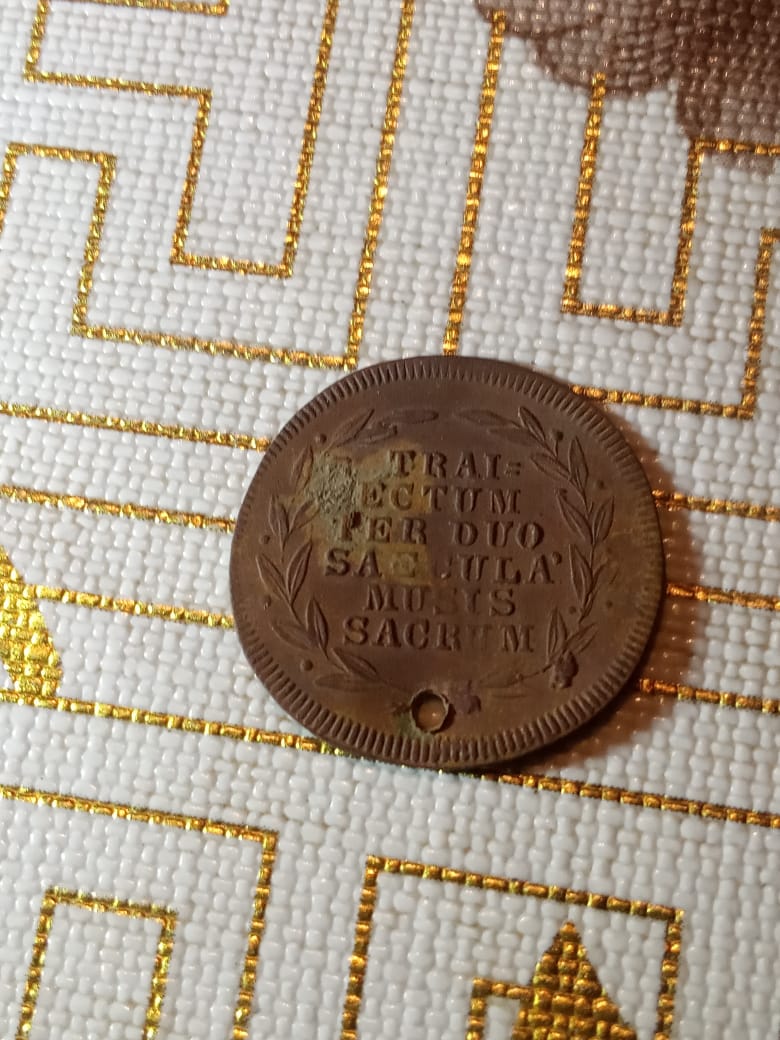 TRAI=
ECTUM
PER DUO
SAECULA
MUSIS
SACRUM